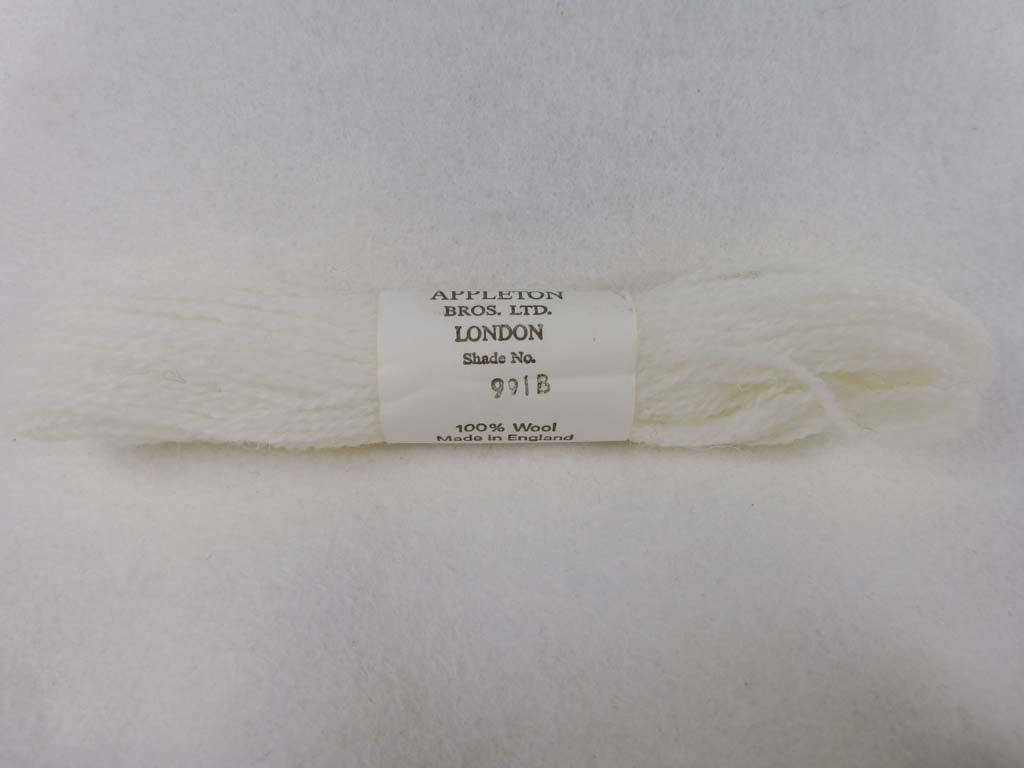 APPLETON
BROS. LTD.
LONDON
Shade No.
991B
100% Wool
Made in England